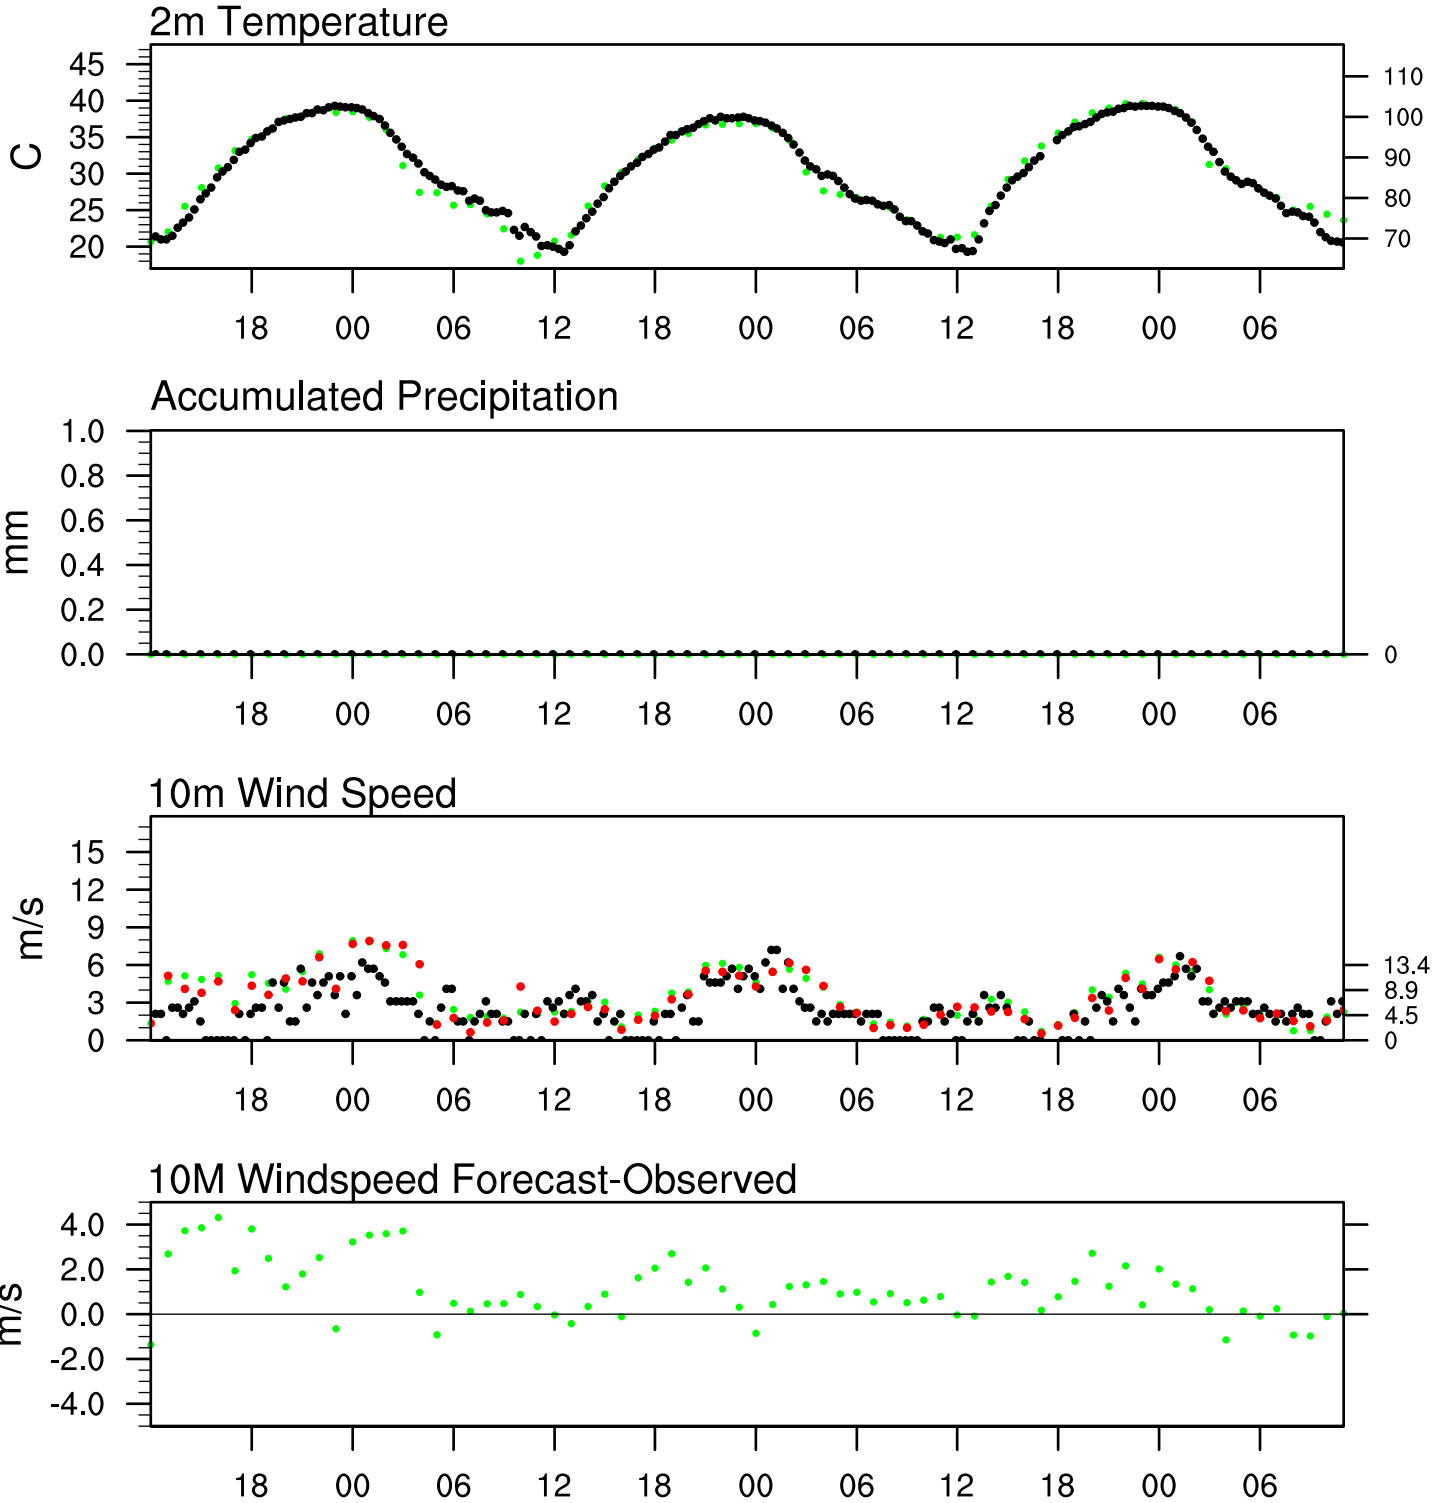 2m Temperature
45
40
35
30
25
20
C
110
100
90
80
70
18 00 06 12 18 00 06 12 18 00 06
Accumulated Precipitation
1.0
0.8
0.6
0.4
0.2
0.0
mm
0
18 00 06 12 18 00 06 12 18 00 06
10m Wind Speed
15
12
9
6
3
0
m/s
13.4
8.9
4.5
0
18 00 06 12 18 00 06 12 18 00 06
10M Windspeed Forecast-Observed
4.0
2.0
0.0
-2.0
-4.0
m/s
18 00 06 12 18 00 06 12 18 00 06